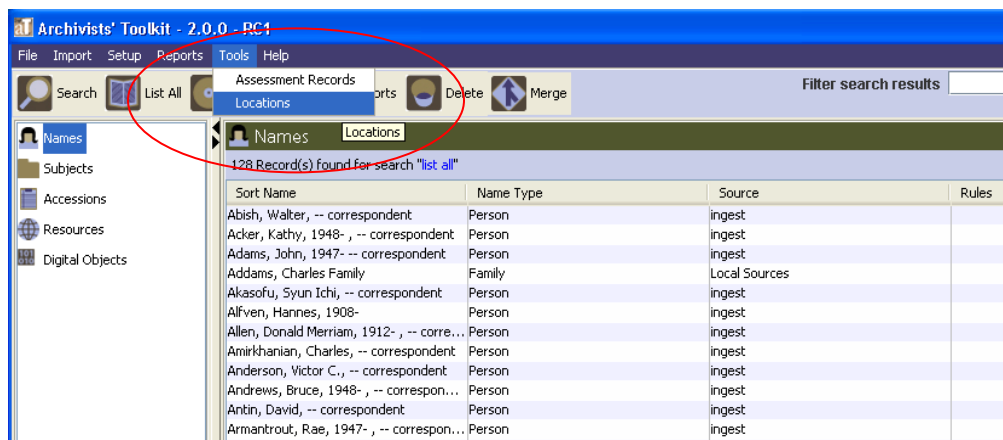 Archivists' Toolkit - 2.0.0 - RC1
File Import Setup Reports Tools Help
Assessment Records
Locations
Search List All orts Delete Merge
Filter search results
Names
Subjects
Accessions
Resources
Digital Objects
Names
Locations
128 Record(s) found for search "list all"
Sort Name Name Type Source Rules
Abish, Walter, -- correspondent Person ingest
Acker, Kathy, 1948- , -- correspondent Person ingest
Adams, John, 1947- -- correspondent Person ingest
Addams, Charles Family Family Local Sources
Akasofu, Syun Ichi, -- correspondent Person ingest
Alfven, Hannes, 1908- Person ingest
Allen, Donald Merriam, 1912- , -- corre... Person ingest
Amirkhanian, Charles, -- correspondent Person ingest
Anderson, Victor C., -- correspondent Person ingest
Andrews, Bruce, 1948- , -- correspon... Person ingest
Antin, David, -- correspondent Person ingest
Armantrout, Rae, 1947- , -- correspon... Person ingest